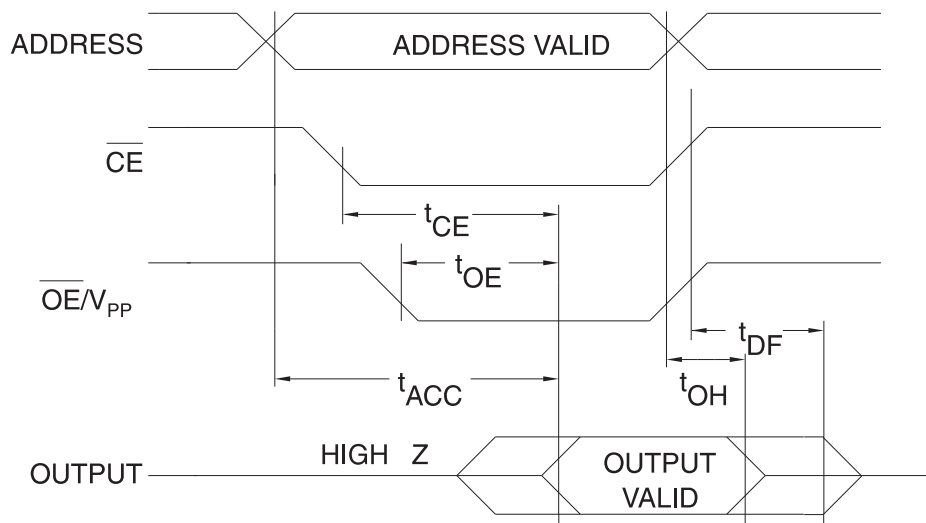 ADDRESS
ADDRESS VALID
CE
tCE
tOE
OE/VPP
tDF
tACC
tOH
HIGH Z
OUTPUT
OUTPUT
VALID